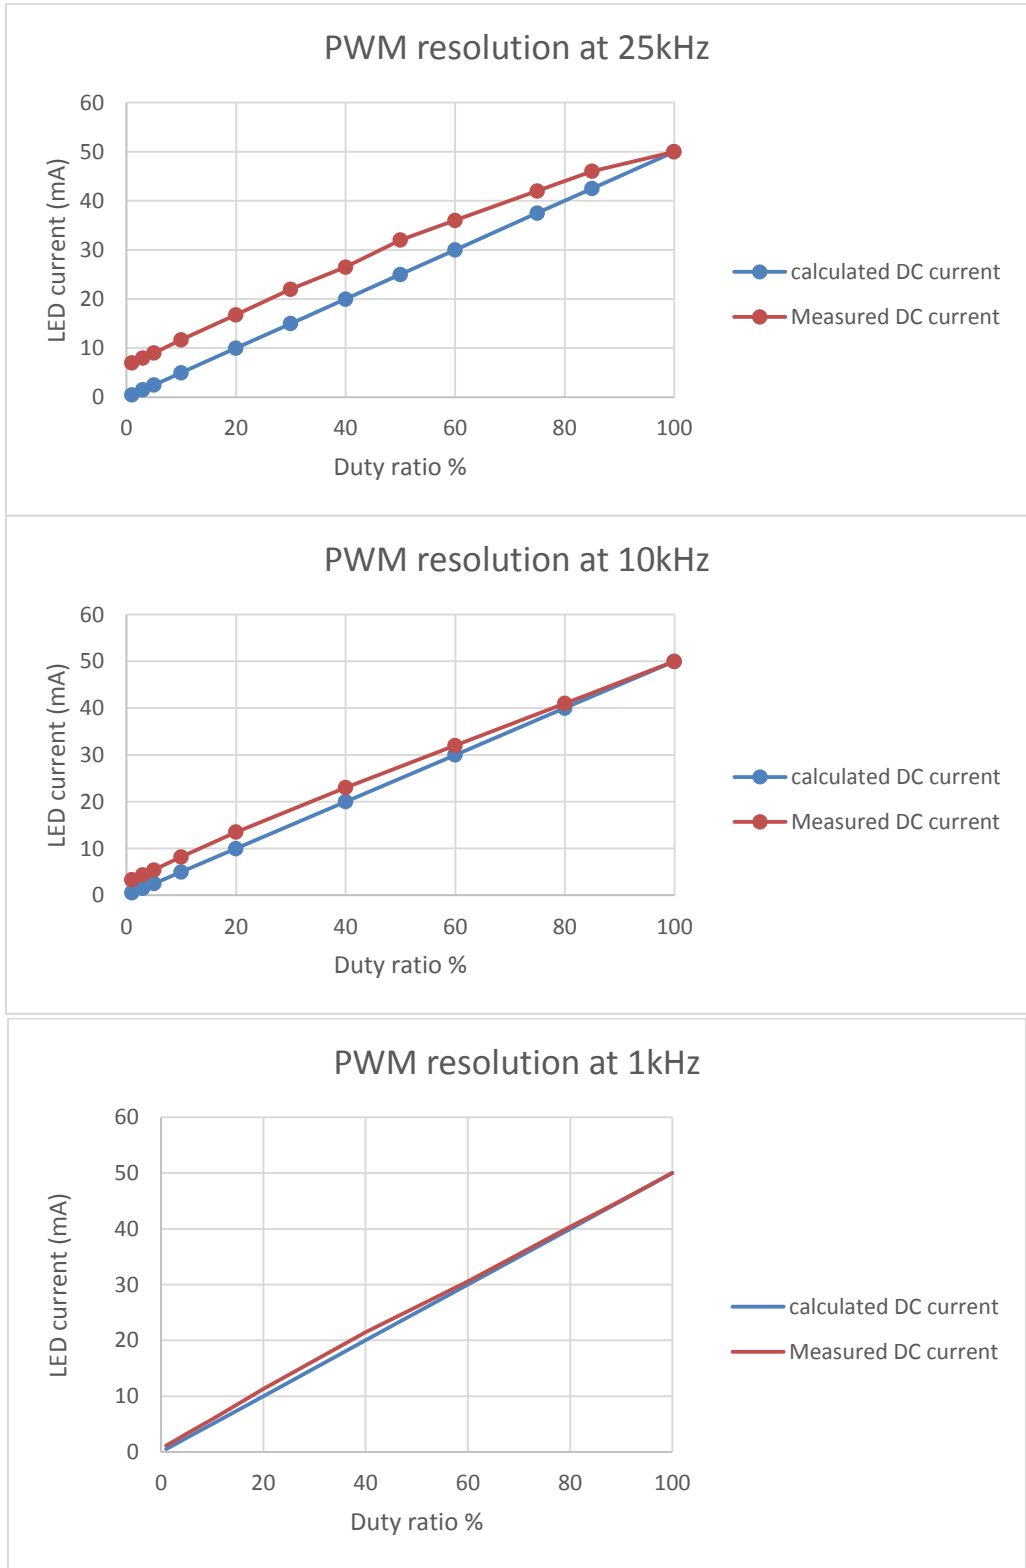 PWM resolution at 25kHz
60
50
40
30
20
10
0
LED current (mA)
0 20 40 60 80 100
Duty ratio %
calculated DC current
Measured DC current
PWM resolution at 10kHz
60
50
40
30
20
10
0
LED current (mA)
0 20 40 60 80 100
Duty ratio %
calculated DC current
Measured DC current
PWM resolution at 1kHz
60
50
40
30
20
10
0
LED current (mA)
0 20 40 60 80 100
Duty ratio %
calculated DC current
Measured DC current